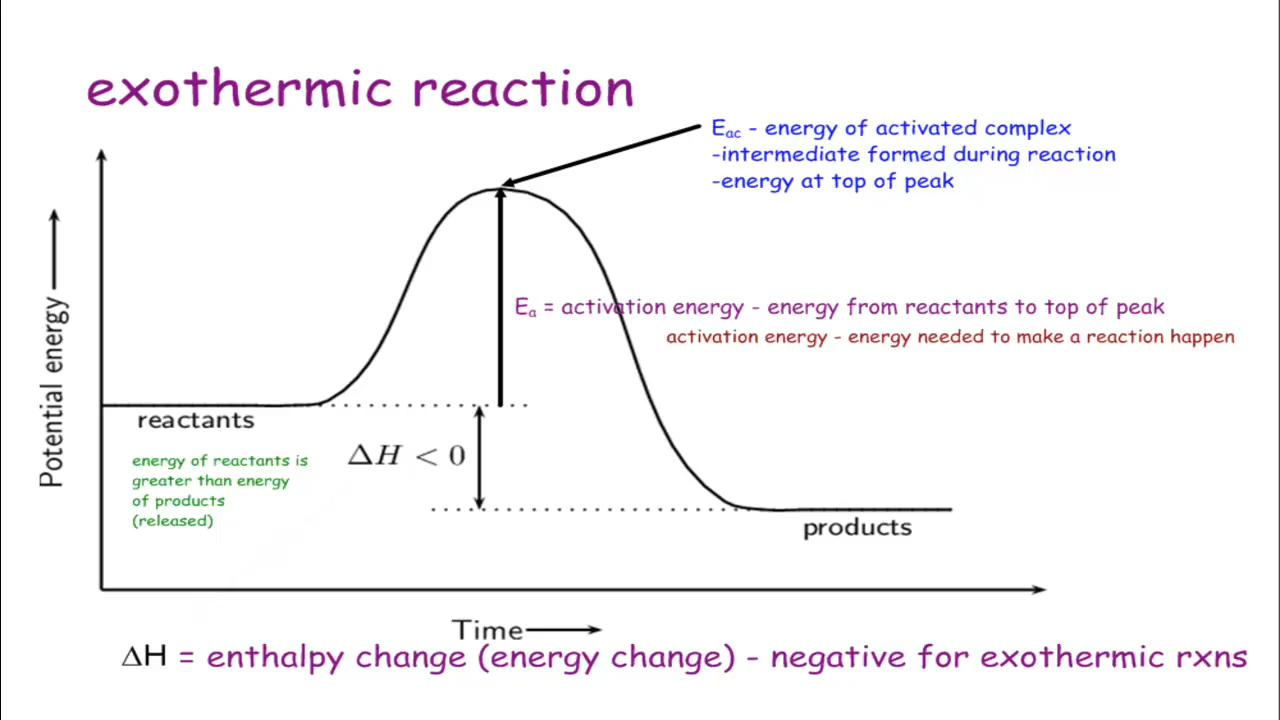 exothermic reaction
E_ac - energy of activated complex
-intermediate formed during reaction
-energy at top of peak
Potential energy
E_a = activation energy - energy from reactants to top of peak
activation energy - energy needed to make a reaction happen
reactants
ΔH < 0
energy of reactants is
greater than energy
of products
(released)
products
Time
ΔH = enthalpy change (energy change) - negative for exothermic rxns